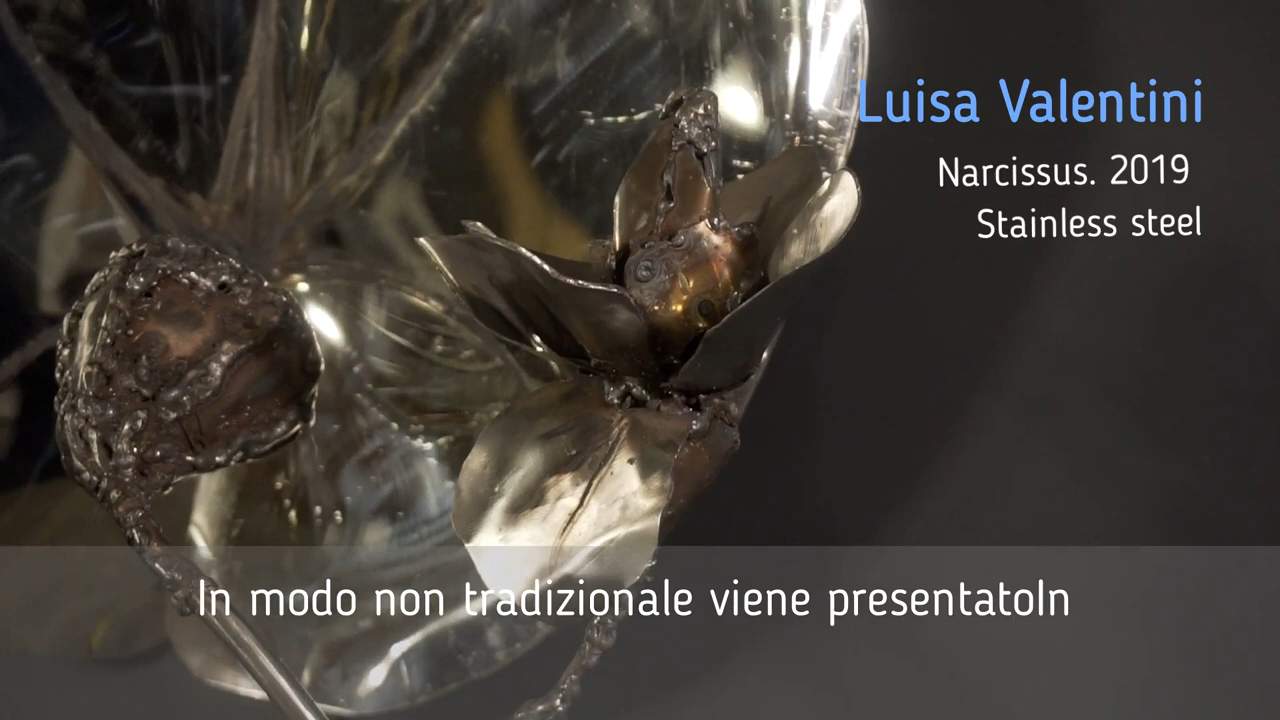 Luisa Valentini
Narcissus. 2019
Stainless steel
In modo non tradizionale viene presentatoIn